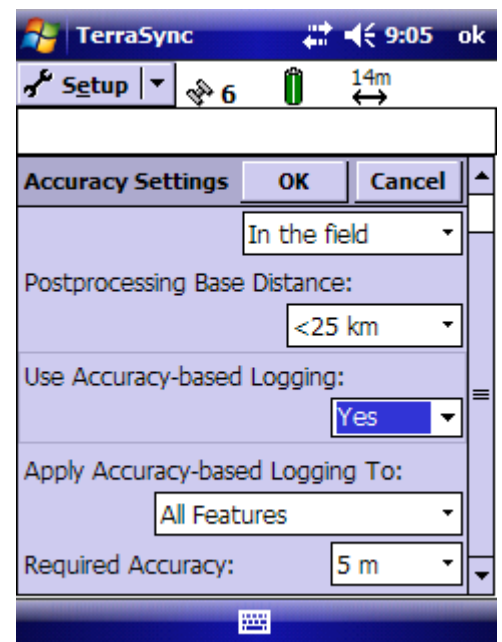 TerraSync 9:05 ok
Setup 6 14m
Accuracy Settings OK Cancel
In the field
Postprocessing Base Distance:
<25 km
Use Accuracy-based Logging:
Yes
Apply Accuracy-based Logging To:
All Features
Required Accuracy: 5 m